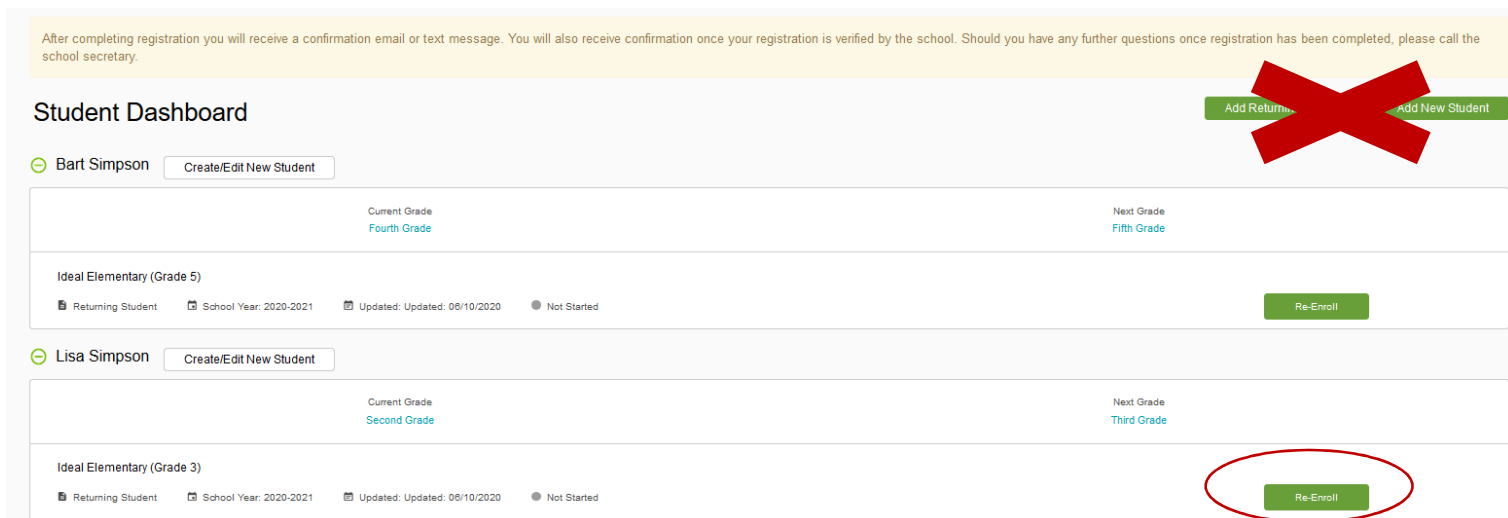 After completing registration you will receive a confirmation email or text message. You will also receive confirmation once your registration is verified by the school. Should you have any further questions once registration has been completed, please call the
school secretary.
Student Dashboard
Add Add New Student
Bart Simpson Create/Edit New Student
Current Grade Next Grade
Fourth Grade Fifth Grade
Ideal Elementary (Grade 5)
Returning Student School Year: 2020-2021 Updated: Updated: 06/10/2020 Not Started Re-Enroll
Lisa Simpson Create/Edit New Student
Current Grade Next Grade
Second Grade Third Grade
Ideal Elementary (Grade 3)
Returning Student School Year: 2020-2021 Updated: Updated: 06/10/2020 Not Started Re-Enroll